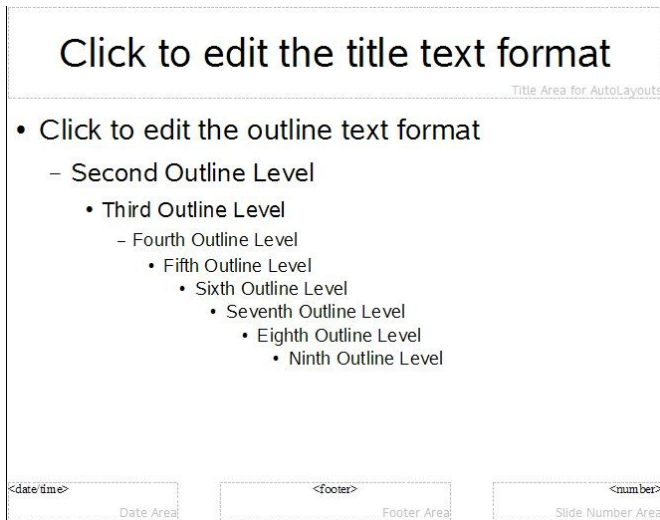 Click to edit the title text format
Title Area for AutoLayouts
• Click to edit the outline text format
– Second Outline Level
• Third Outline Level
– Fourth Outline Level
• Fifth Outline Level
• Sixth Outline Level
• Seventh Outline Level
• Eighth Outline Level
• Ninth Outline Level
<date/time>
Date Area
<footer>
Footer Area
<number>
Slide Number Area